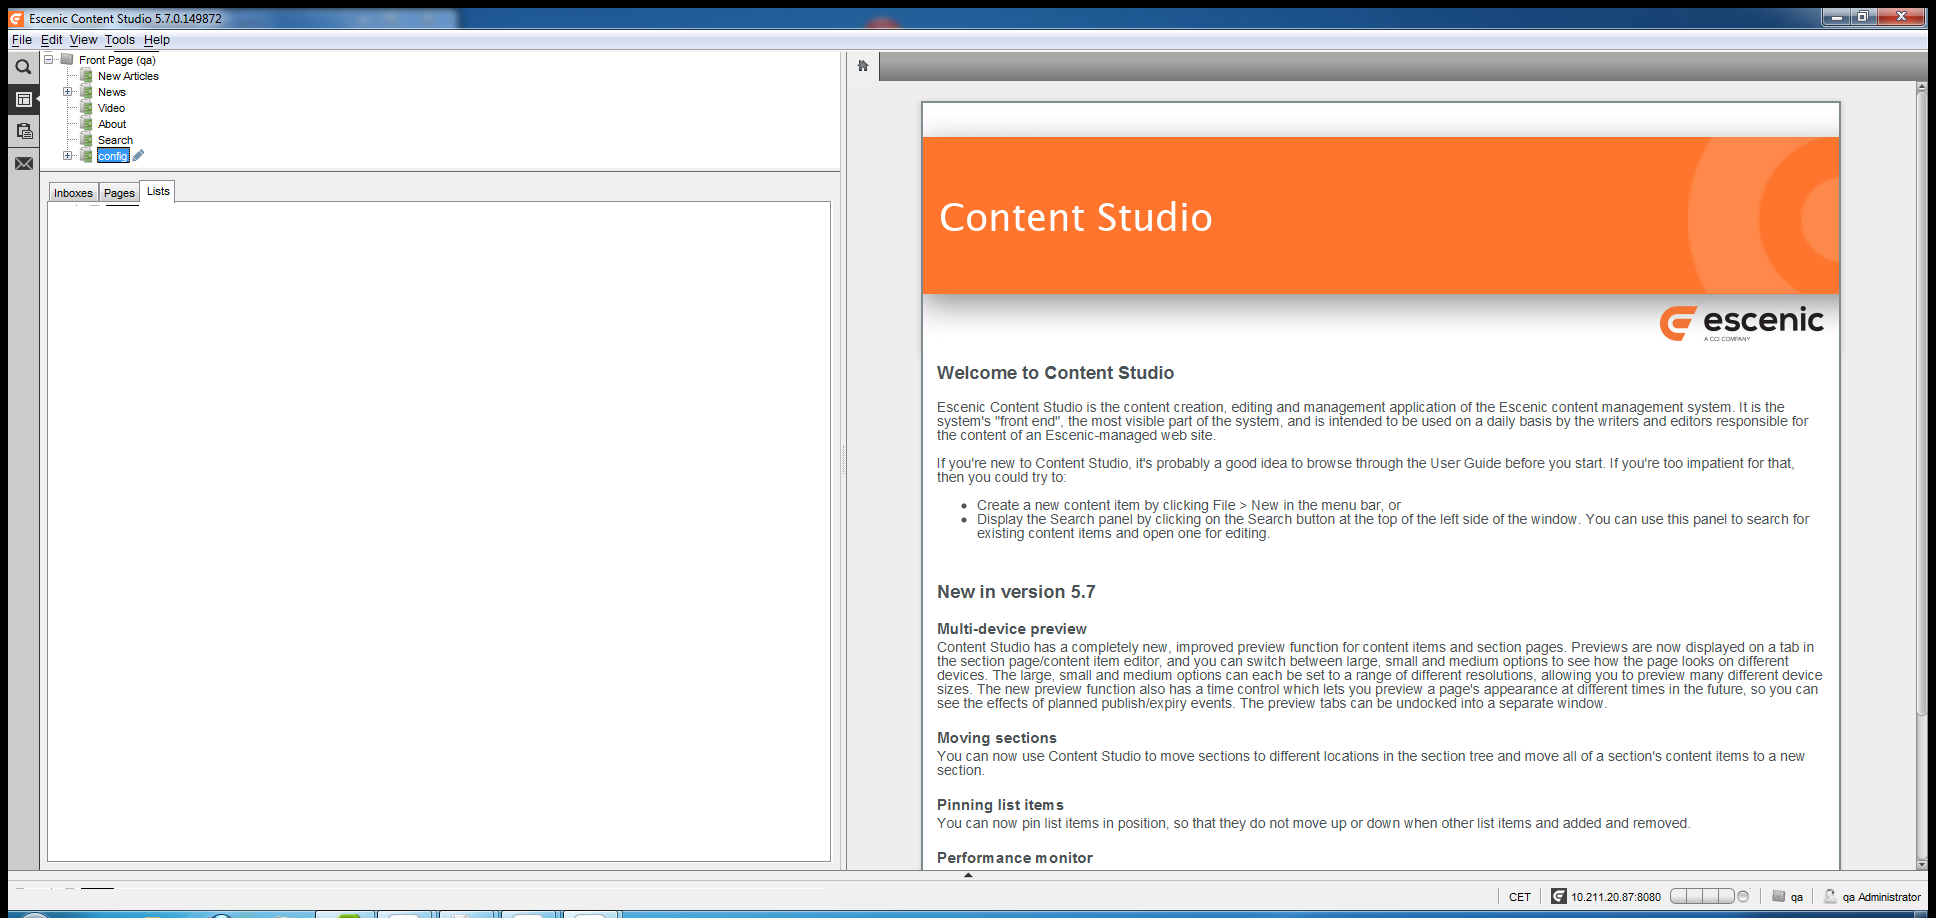 Escenic Content Studio 5.7.0.149872
File Edit View Tools Help
Front Page (qa)
New Articles
News
Video
About
Search
config
Inboxes Pages Lists
Content Studio
escenic
A CCI COMPANY
Welcome to Content Studio
Escenic Content Studio is the content creation, editing and management application of the Escenic content management system. It is the
system's "front end", the most visible part of the system, and is intended to be used on a daily basis by the writers and editors responsible for
the content of an Escenic-managed web site.
If you're new to Content Studio, it's probably a good idea to browse through the User Guide before you start. If you're too impatient for that,
then you could try to:
• Create a new content item by clicking File > New in the menu bar, or
• Display the Search panel by clicking on the Search button at the top of the left side of the window. You can use this panel to search for
existing content items and open one for editing.
New in version 5.7
Multi-device preview
Content Studio has a completely new, improved preview function for content items and section pages. Previews are now displayed on a tab in
the section page/content item editor, and you can switch between large, small and medium options to see how the page looks on different
devices. The large, small and medium options can each be set to a range of different resolutions, allowing you to preview many different device
sizes. The new preview function also has a time control which lets you preview a page's appearance at different times in the future, so you can
see the effects of planned publish/expiry events. The preview tabs can be undocked into a separate window.
Moving sections
You can now use Content Studio to move sections to different locations in the section tree and move all of a section's content items to a new
section.
Pinning list items
You can now pin list items in position, so that they do not move up or down when other list items and added and removed.
Performance monitor
CET 10.211.20.87:8080 qa qa Administrator